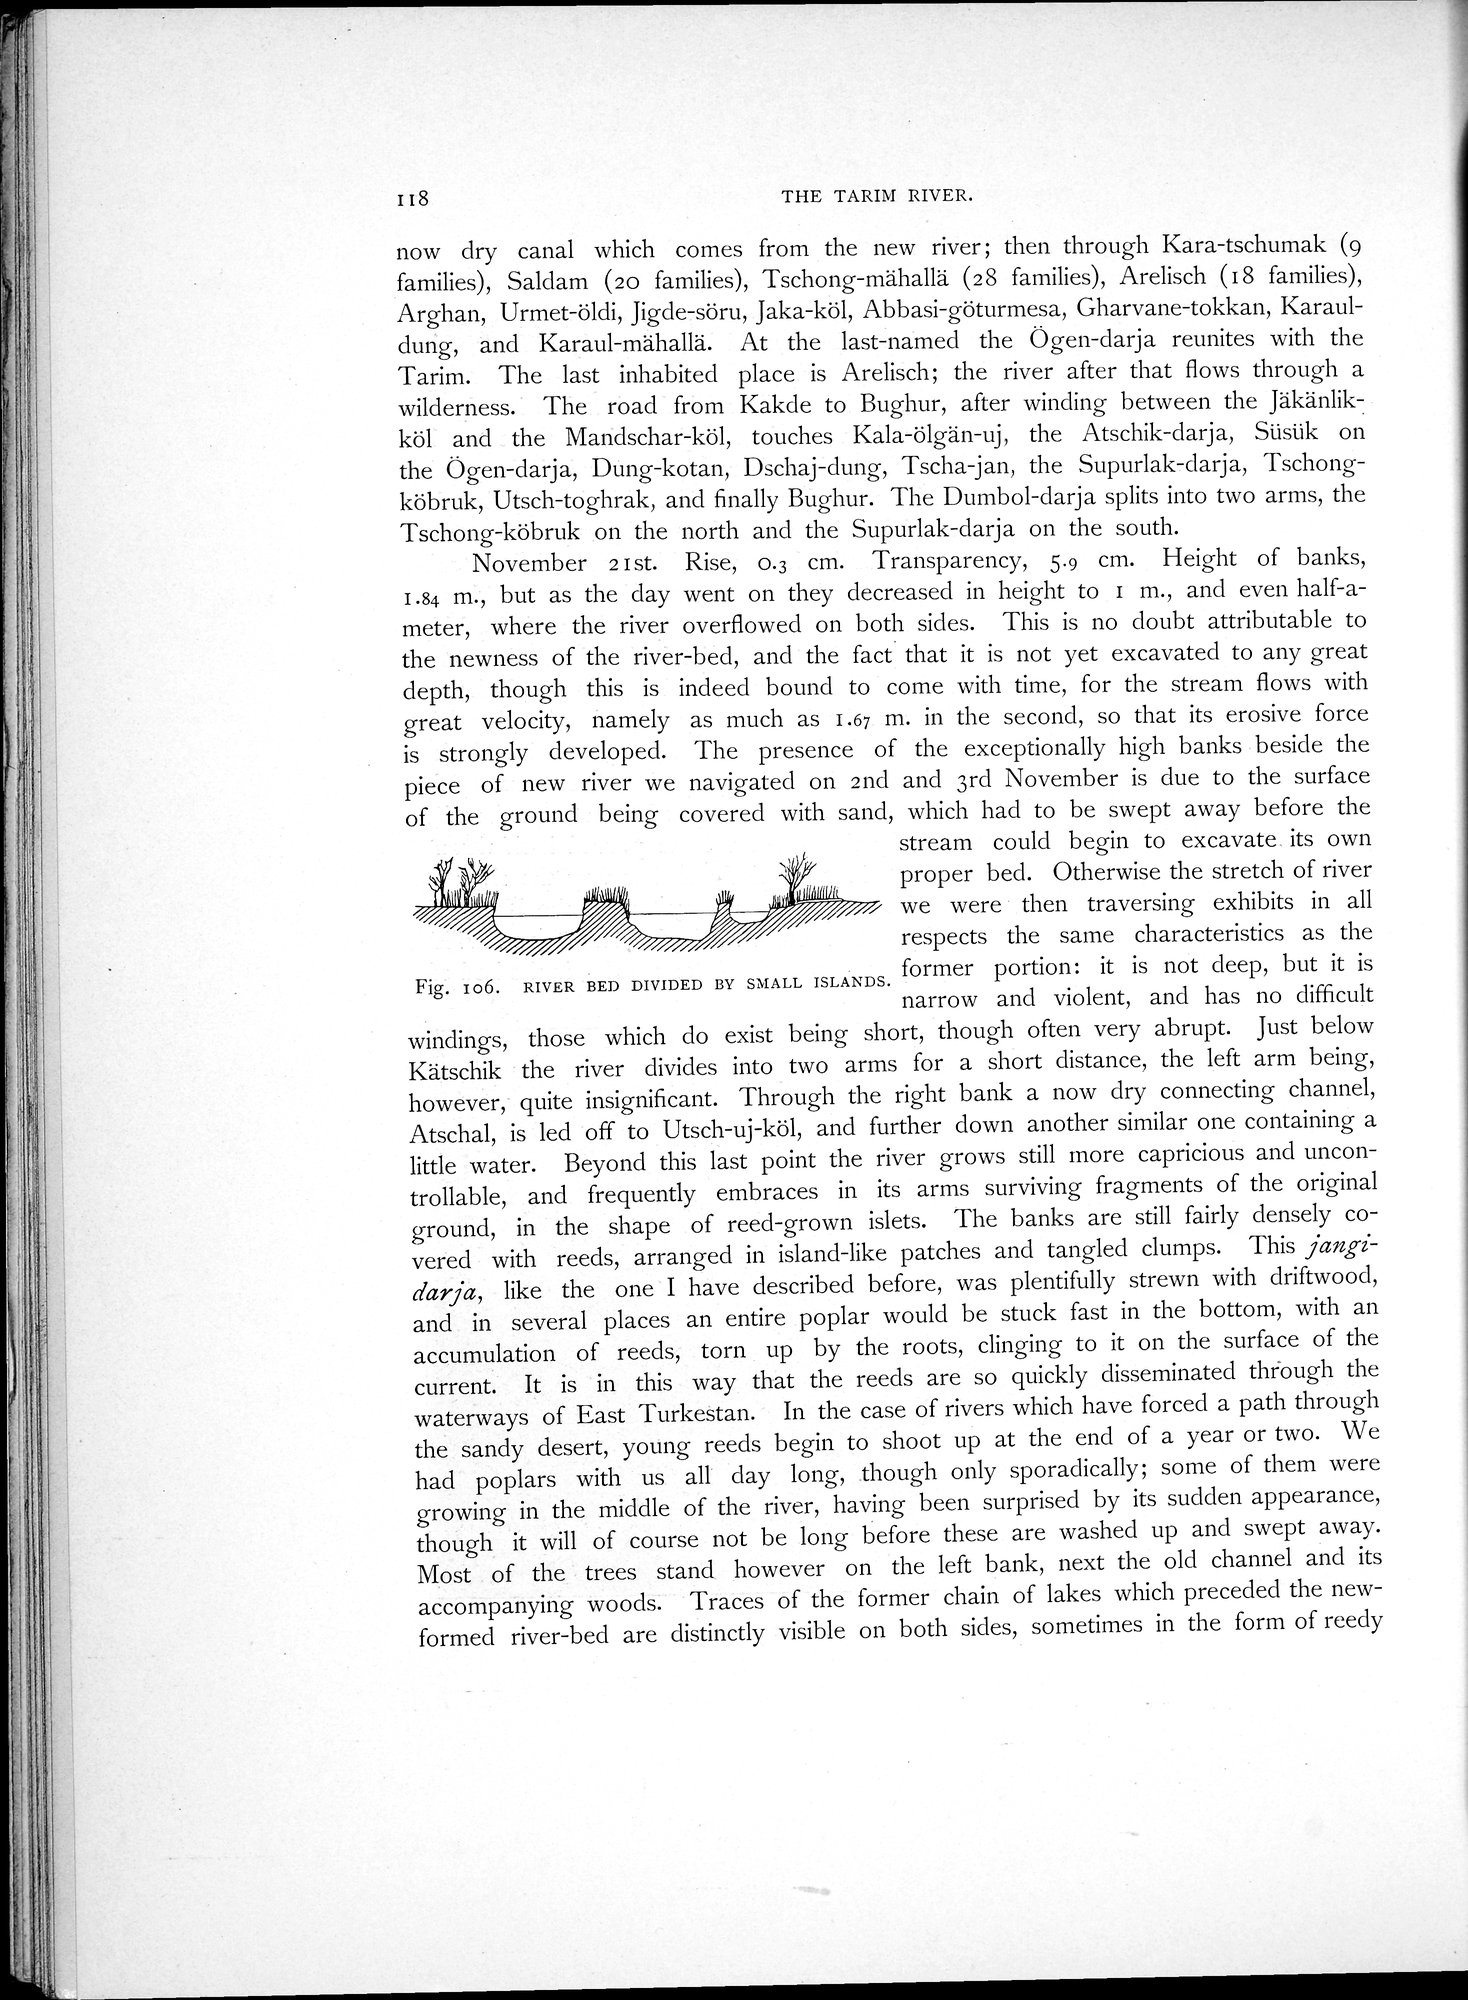 118 THE TARIM RIVER.
now dry canal which comes from the new river; then through Kara-tschumak (9
families), Saldam (20 families), Tschong-mähallä (28 families), Arelisch (18 families),
Arghan, Urmet-öldi, Jigde-söru, Jaka-köl, Abbasi-göturmesa, Gharvane-tokkan, Karaul-
dung, and Karaul-mähallä. At the last-named the Ögen-darja reunites with the
Tarim. The last inhabited place is Arelisch; the river after that flows through a
wilderness. The road from Kakde to Bughur, after winding between the Jäkänlik-
köl and the Mandschar-köl, touches Kala-ölgän-uj, the Atschik-darja, Süsük on
the Ögen-darja, Dung-kotan, Dschaj-dung, Tscha-jan, the Supurlak-darja, Tschong-
köbruk, Utsch-toghrak, and finally Bughur. The Dumbol-darja splits into two arms, the
Tschong-köbruk on the north and the Supurlak-darja on the south.
November 21st. Rise, 0.3 cm. Transparency, 5.9 cm. Height of banks,
1.84 m., but as the day went on they decreased in height to 1 m., and even half-a-
meter, where the river overflowed on both sides. This is no doubt attributable to
the newness of the river-bed, and the fact that it is not yet excavated to any great
depth, though this is indeed bound to come with time, for the stream flows with
great velocity, namely as much as 1.67 m. in the second, so that its erosive force
is strongly developed. The presence of the exceptionally high banks beside the
piece of new river we navigated on 2nd and 3rd November is due to the surface
of the ground being covered with sand, which had to be swept away before the
stream could begin to excavate its own
proper bed. Otherwise the stretch of river
we were then traversing exhibits in all
respects the same characteristics as the
former portion: it is not deep, but it is
narrow and violent, and has no difficult
Fig. 106. RIVER BED DIVIDED BY SMALL ISLANDS.
windings, those which do exist being short, though often very abrupt. Just below
Kätschik the river divides into two arms for a short distance, the left arm being,
however, quite insignificant. Through the right bank a now dry connecting channel,
Atschal, is led off to Utsch-uj-köl, and further down another similar one containing a
little water. Beyond this last point the river grows still more capricious and uncon-
trollable, and frequently embraces in its arms surviving fragments of the original
ground, in the shape of reed-grown islets. The banks are still fairly densely co-
vered with reeds, arranged in island-like patches and tangled clumps. This jangi-
darja, like the one I have described before, was plentifully strewn with driftwood,
and in several places an entire poplar would be stuck fast in the bottom, with an
accumulation of reeds, torn up by the roots, clinging to it on the surface of the
current. It is in this way that the reeds are so quickly disseminated through the
waterways of East Turkestan. In the case of rivers which have forced a path through
the sandy desert, young reeds begin to shoot up at the end of a year or two. We
had poplars with us all day long, though only sporadically; some of them were
growing in the middle of the river, having been surprised by its sudden appearance,
though it will of course not be long before these are washed up and swept away.
Most of the trees stand however on the left bank, next the old channel and its
accompanying woods. Traces of the former chain of lakes which preceded the new-
formed river-bed are distinctly visible on both sides, sometimes in the form of reedy